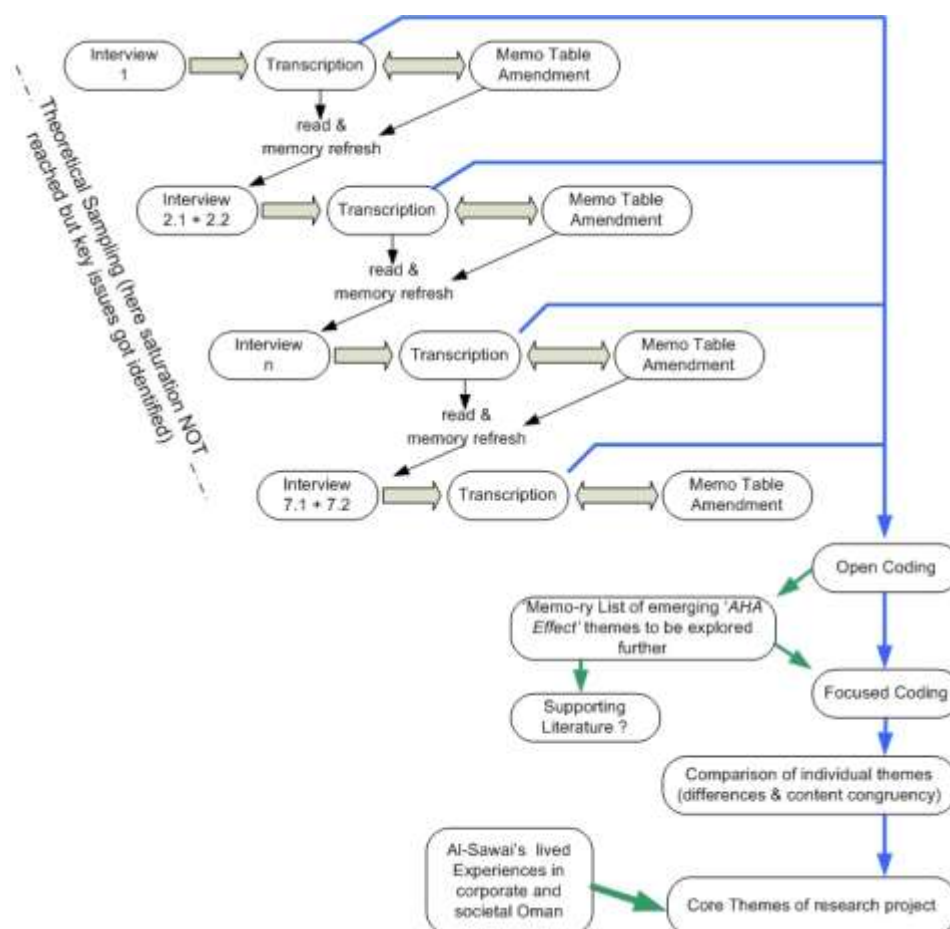 Interview
1
Transcription
Memo Table
Amendment
read &
memory refresh
Theoretical Sampling (here saturation NOT
reached but key issues got identified)
Interview
2.1 + 2.2
Transcription
Memo Table
Amendment
read &
memory refresh
Interview
n
Transcription
Memo Table
Amendment
read &
memory refresh
Interview
7.1 + 7.2
Transcription
Memo Table
Amendment
Open Coding
'Memo-ry List of emerging 'AHA
Effect' themes to be explored
further
Focused Coding
Supporting
Literature ?
Comparison of individual themes
(differences & content congruency)
Al-Sawai's lived
Experiences in
corporate and
societal Oman
Core Themes of research project